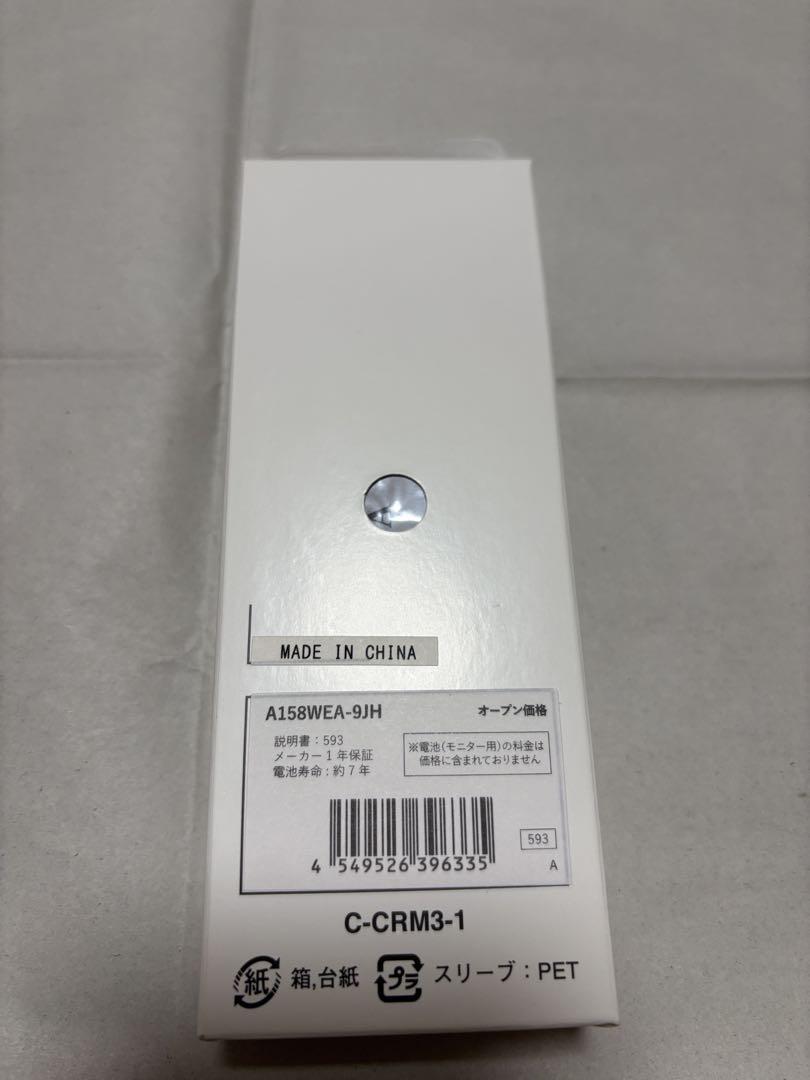 MADE IN CHINA
A158WEA-9JH オープン価格
説明書：593
メーカー1年保証
電池寿命：約7年
※電池(モニター用)の料金は
価格に含まれておりません
4 549526 396335
593
A
C-CRM3-1
紙 箱,台紙 プラ スリーブ：PET